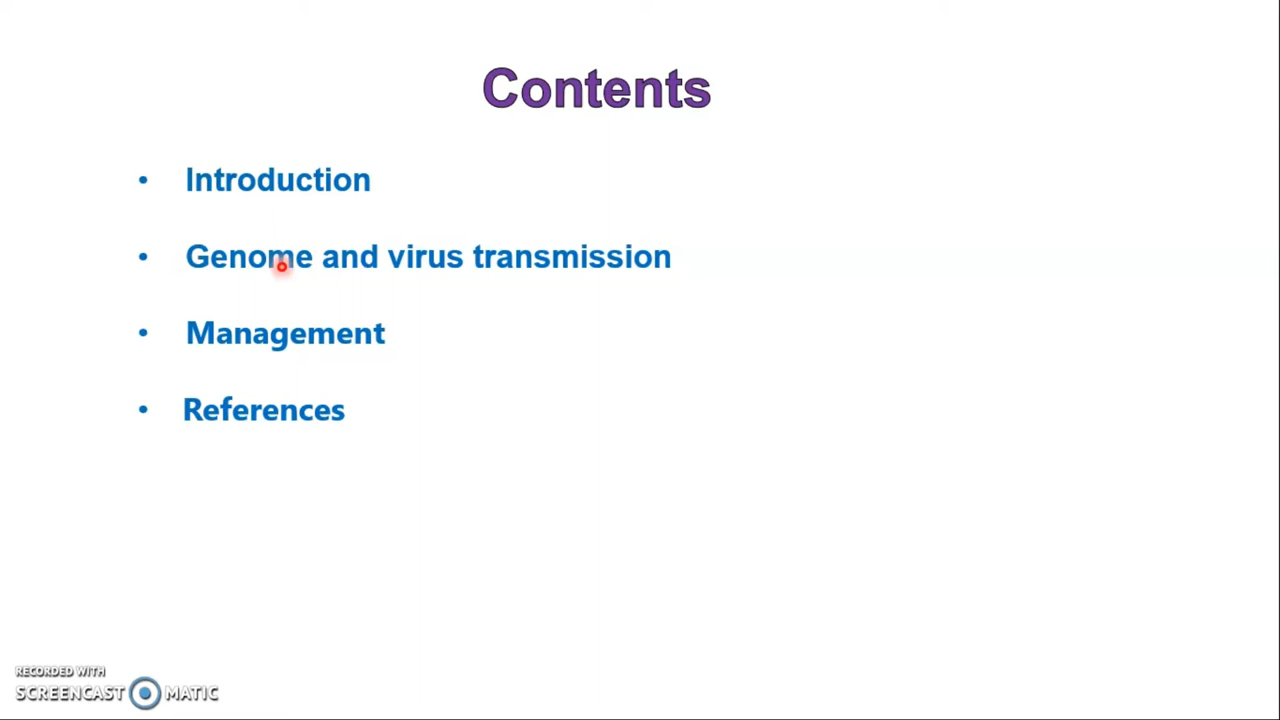 Contents
• Introduction
• Genome and virus transmission
• Management
• References
RECORDED WITH
SCREENCAST MATIC